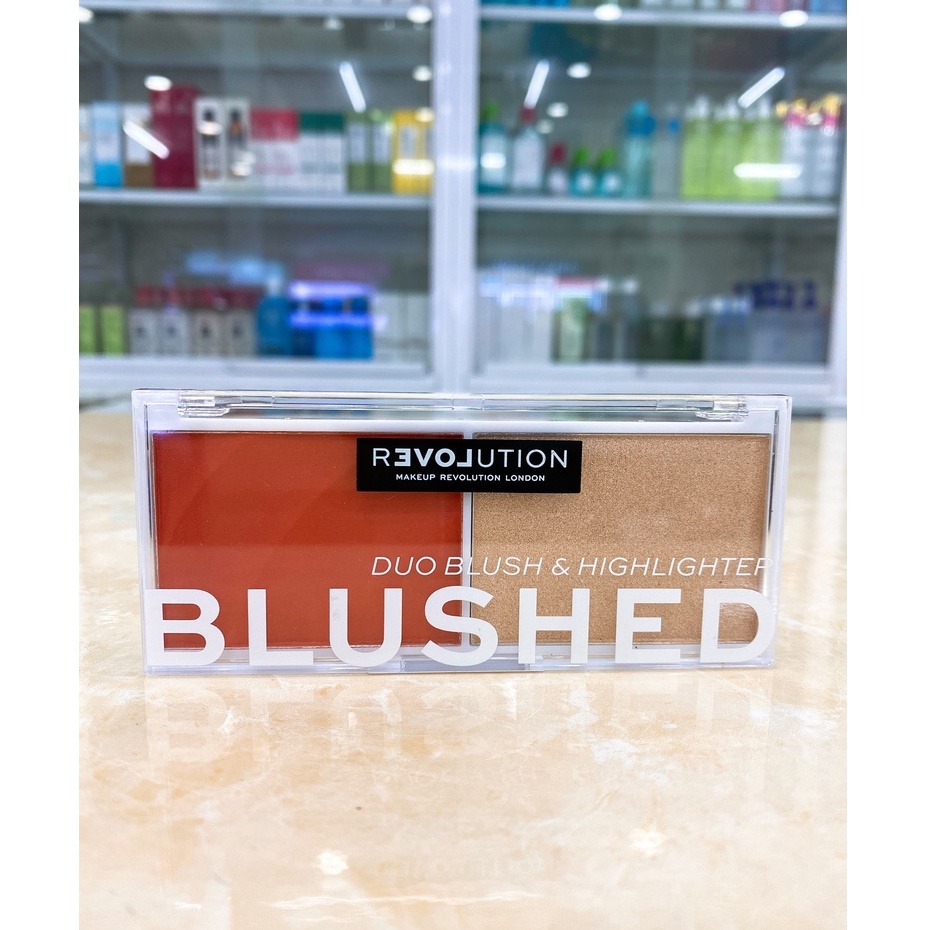 REVOLUTION
MAKEUP REVOLUTION LONDON
DUO BLUSH & HIGHLIGHTER
BLUSHED